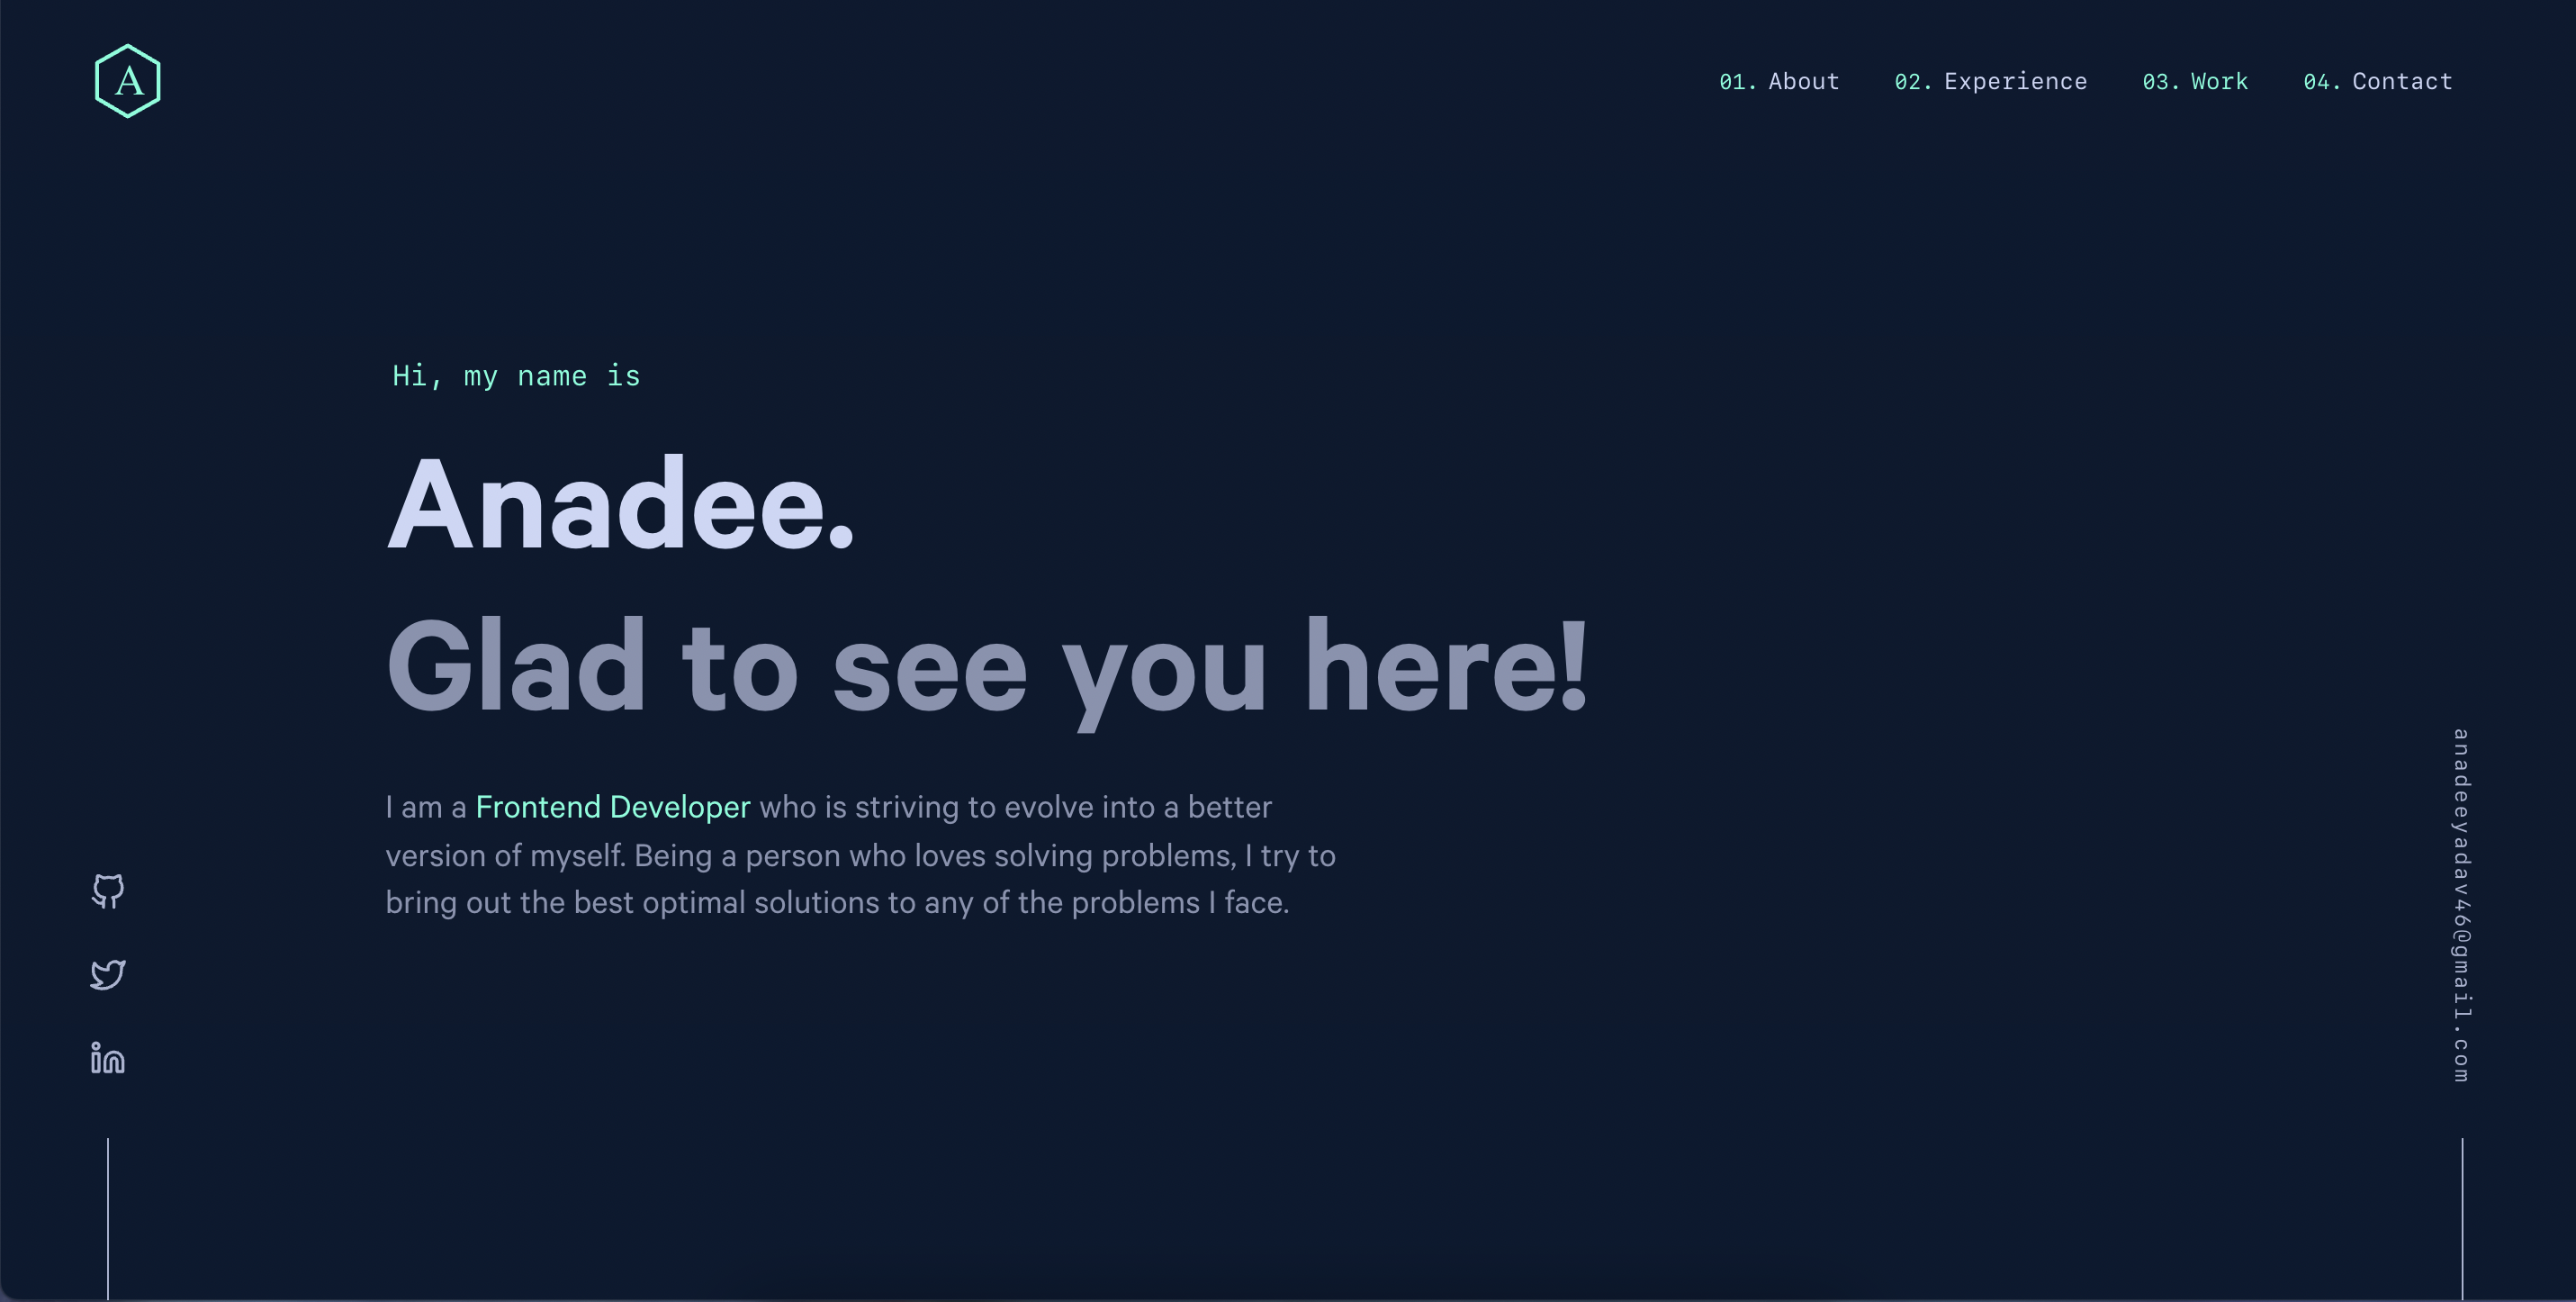 A
01. About 02. Experience 03. Work 04. Contact
Hi, my name is
Anadee.
Glad to see you here!
I am a Frontend Developer who is striving to evolve into a better
version of myself. Being a person who loves solving problems, I try to
bring out the best optimal solutions to any of the problems I face.
in
anadeeyadav46@gmail.com